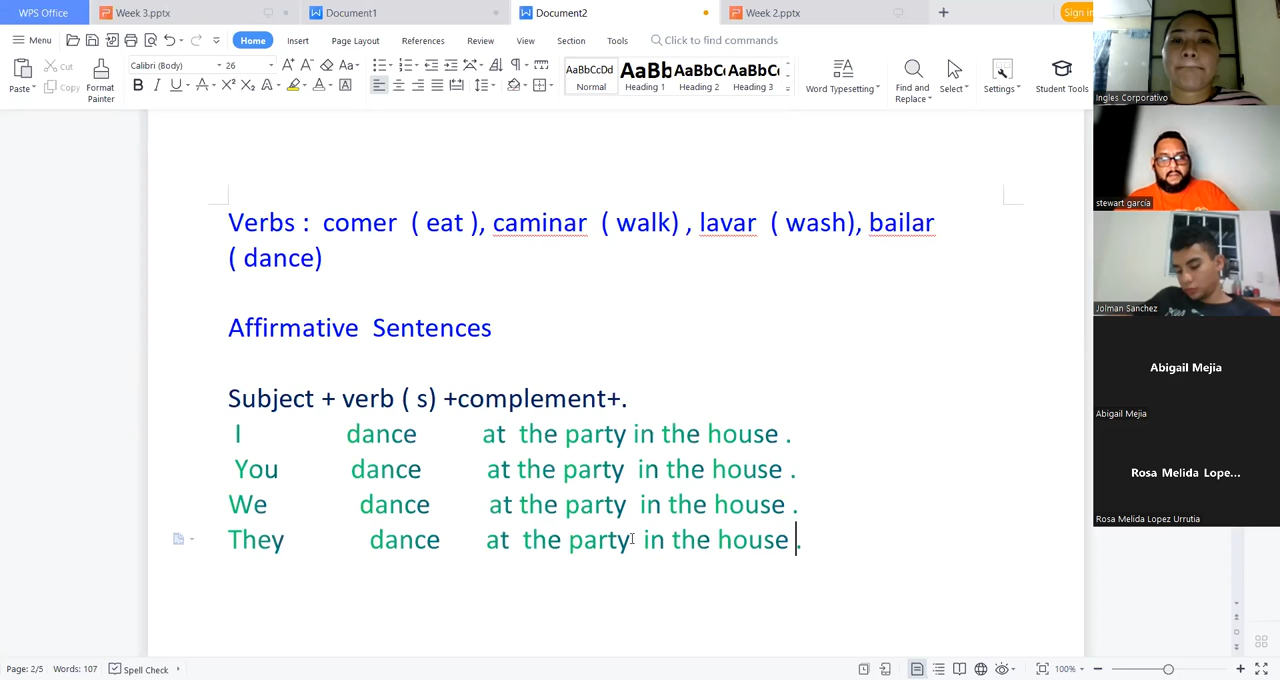 WPS Office Week 3.pptx Document1 Document2 Week 2.pptx Sign in
Menu Home Insert Page Layout References Review View Section Tools Click to find commands
Cut Calibri (Body) 26 AaBbCcDd AaBb AaBbC AaBbC
Paste Copy Format Painter Normal Heading 1 Heading 2 Heading 3 Word Typesetting Find and Replace Select Settings Student Tools
Ingles Corporativo
stewart garcía
Jolman Sanchez
Abigail Mejia
Abigail Mejia
Rosa Melida Lope...
Rosa Melida Lopez Urrutia
Verbs : comer ( eat ), caminar ( walk) , lavar ( wash), bailar
( dance)
Affirmative Sentences
Subject + verb ( s) +complement+.
I dance at the party in the house .
You dance at the party in the house .
We dance at the party in the house .
They dance at the party in the house .
Page: 2/5 Words: 107 Spell Check 100%